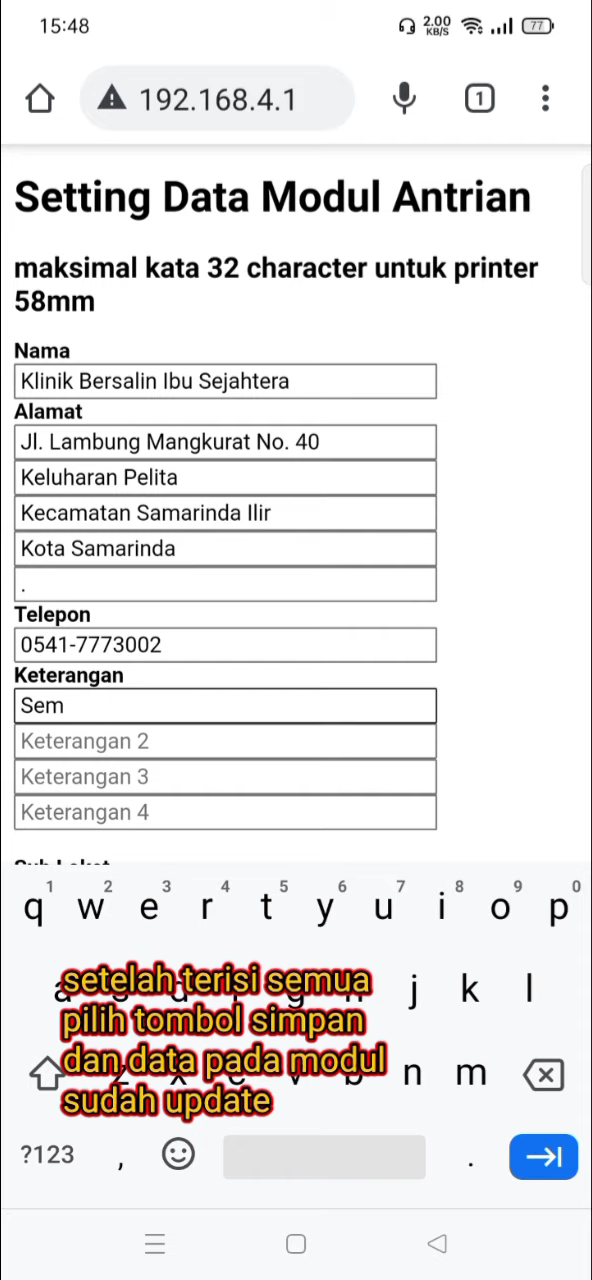 15:48
2.00
KB/S
77
192.168.4.1
1
Setting Data Modul Antrian
maksimal kata 32 character untuk printer
58mm
Nama
Klinik Bersalin Ibu Sejahtera
Alamat
Jl. Lambung Mangkurat No. 40
Keluharan Pelita
Kecamatan Samarinda Ilir
Kota Samarinda
.
Telepon
0541-7773002
Keterangan
Sem
Keterangan 2
Keterangan 3
Keterangan 4
Sub Loket
1 2 3 4 5 6 7 8 9 0
q w e r t y u i o p
a s d f g h j k l
z x c v b n m
setelah terisi semua
pilih tombol simpan
dan data pada modul
sudah update
?123 , .